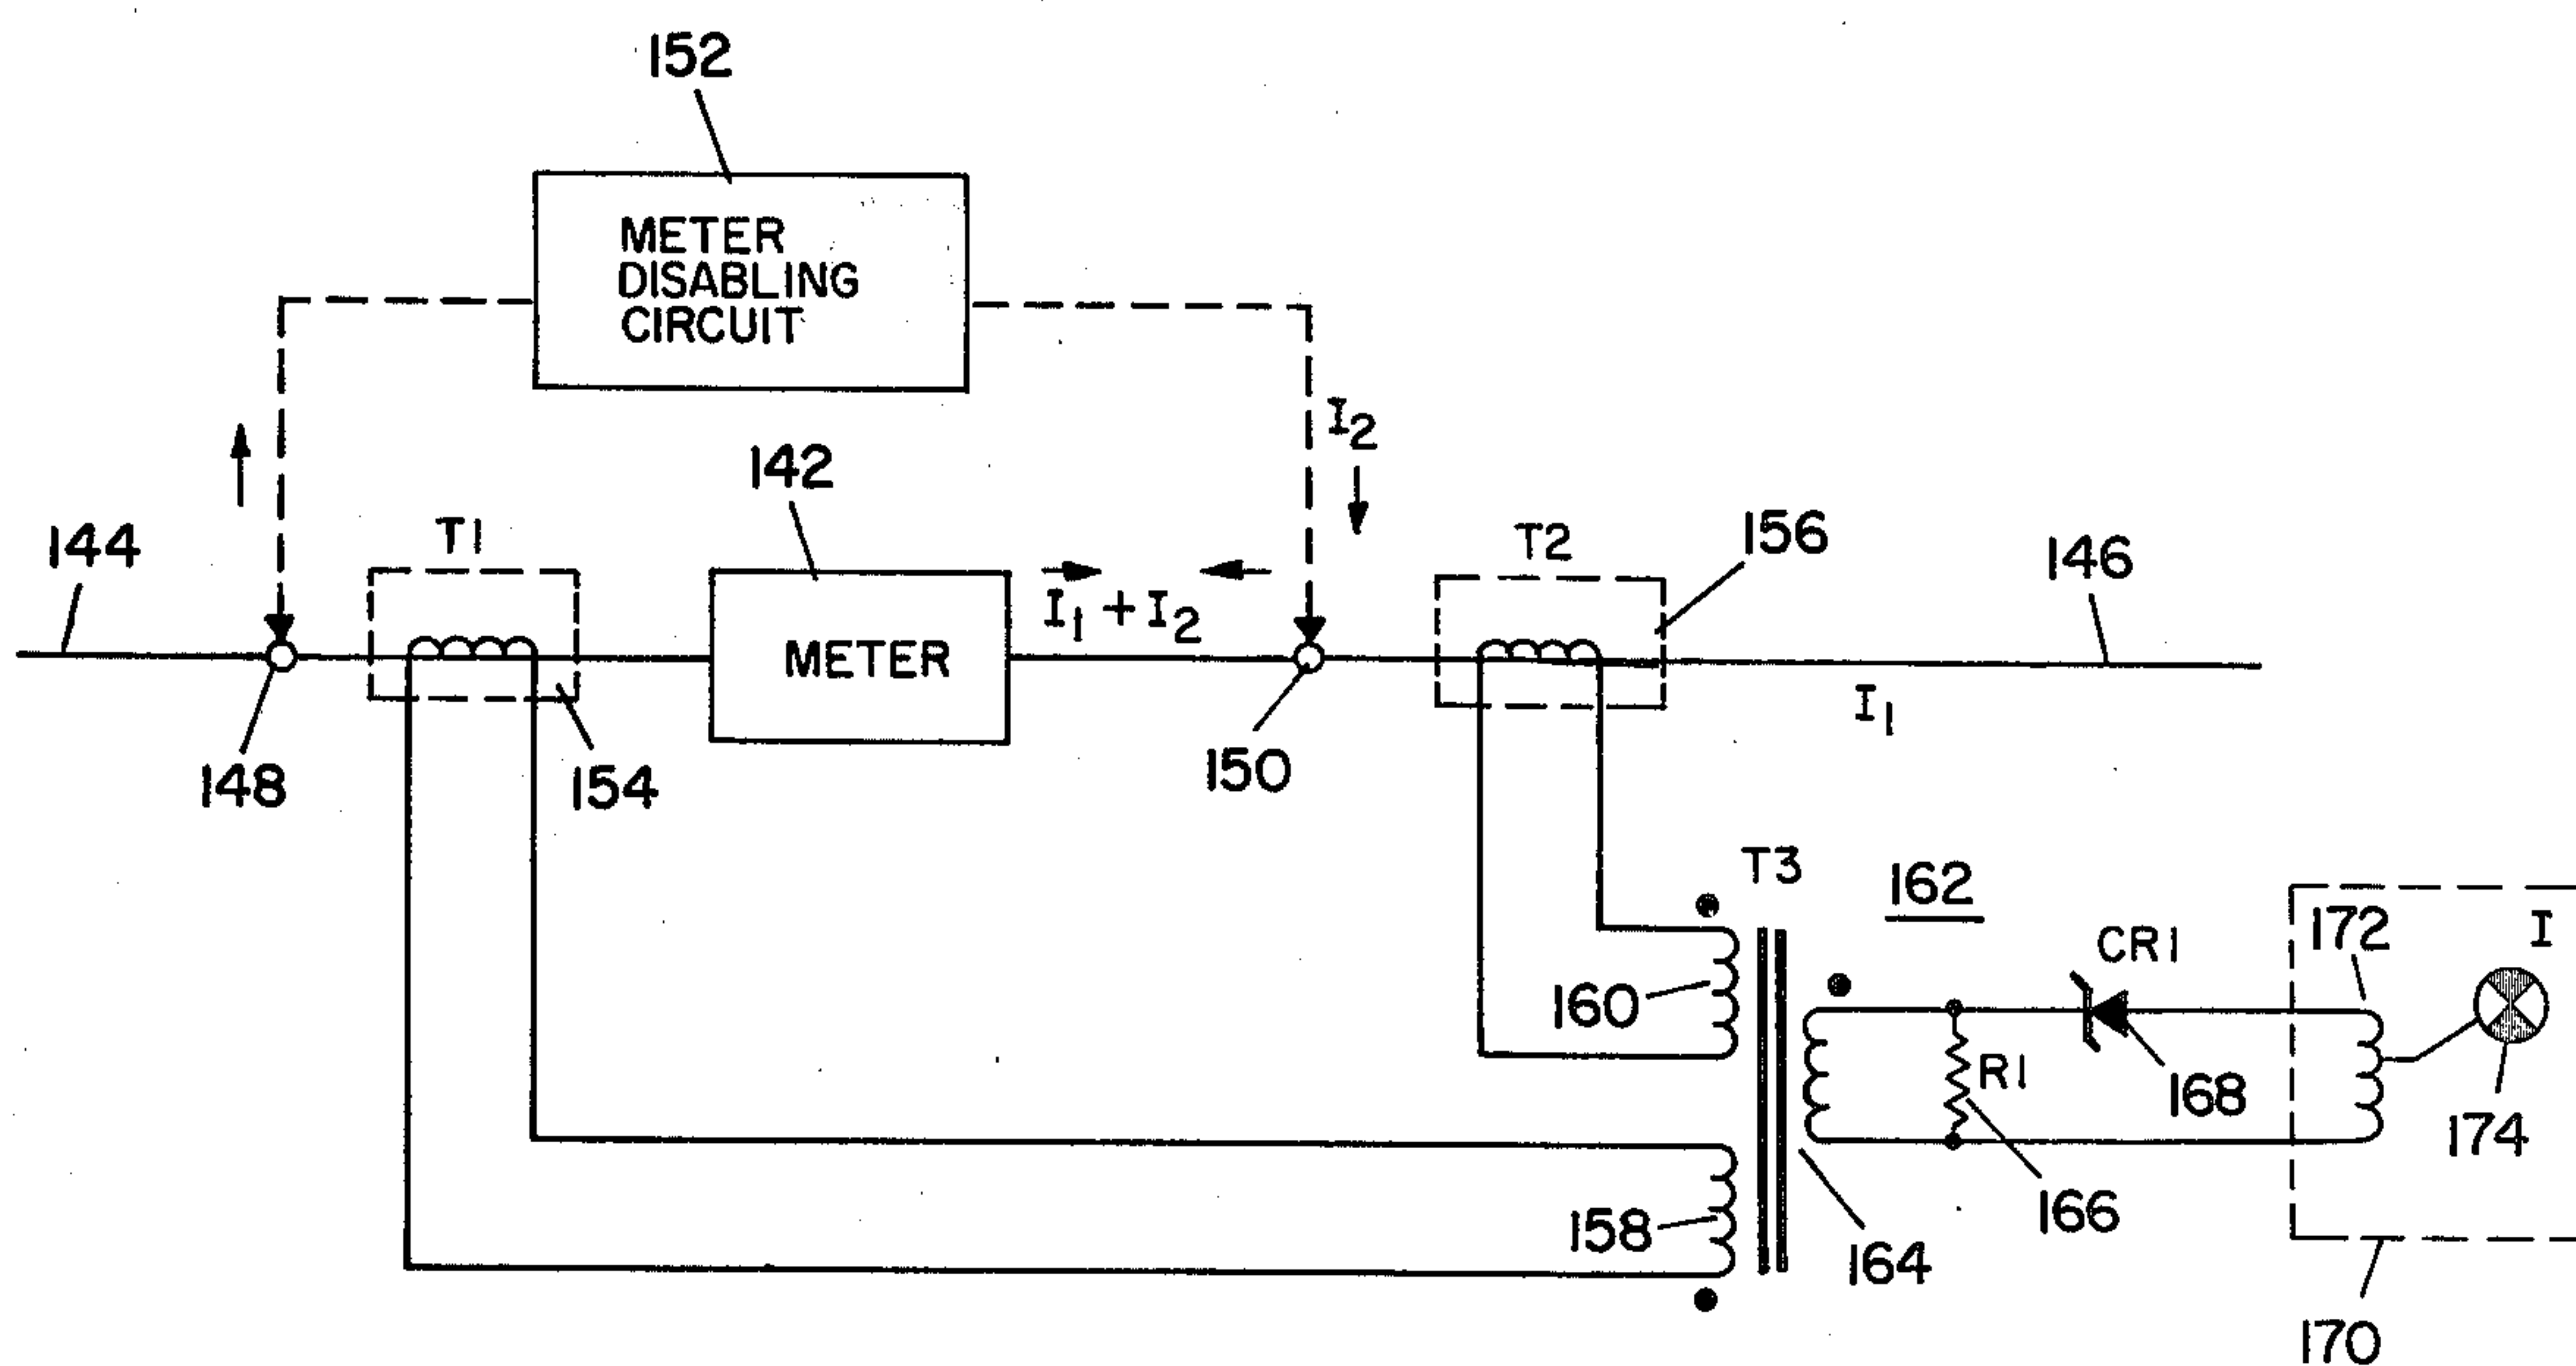 152
METER
DISABLING
CIRCUIT
I2
142
144
T1
T2
156
146
I1 + I2
METER
I1
148
154
150
T3
162
172
I
CR1
160
R1
168
174
158
166
164
170